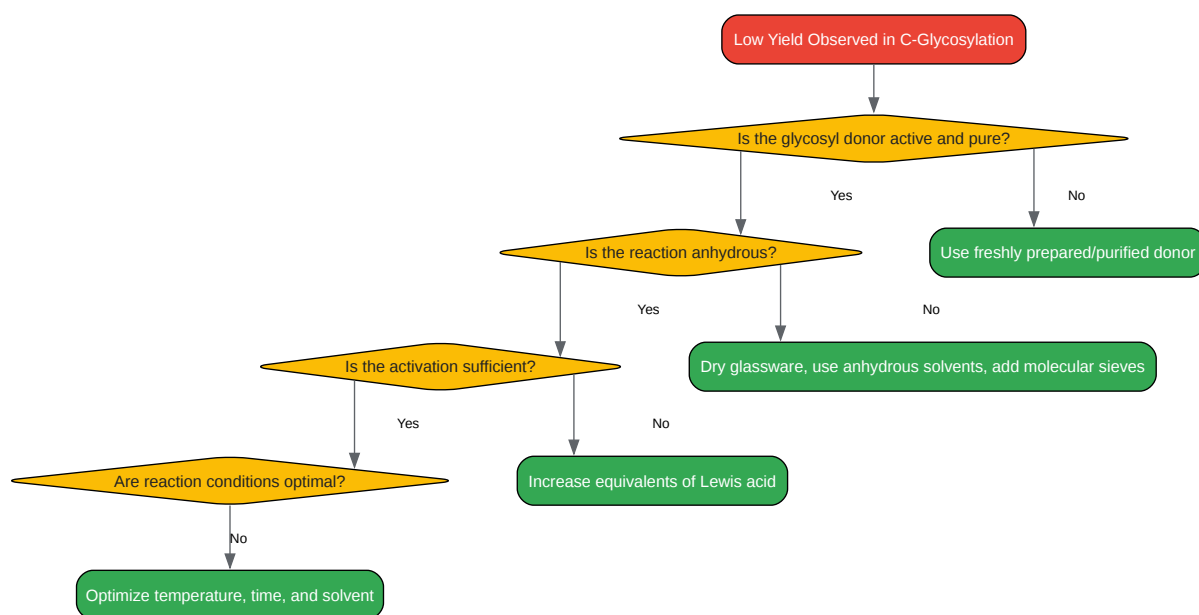 Low Yield Observed in C-Glycosylation
Is the glycosyl donor active and pure?
Yes
No
Is the reaction anhydrous?
Use freshly prepared/purified donor
Yes
No
Is the activation sufficient?
Dry glassware, use anhydrous solvents, add molecular sieves
Yes
No
Are reaction conditions optimal?
Increase equivalents of Lewis acid
No
Optimize temperature, time, and solvent